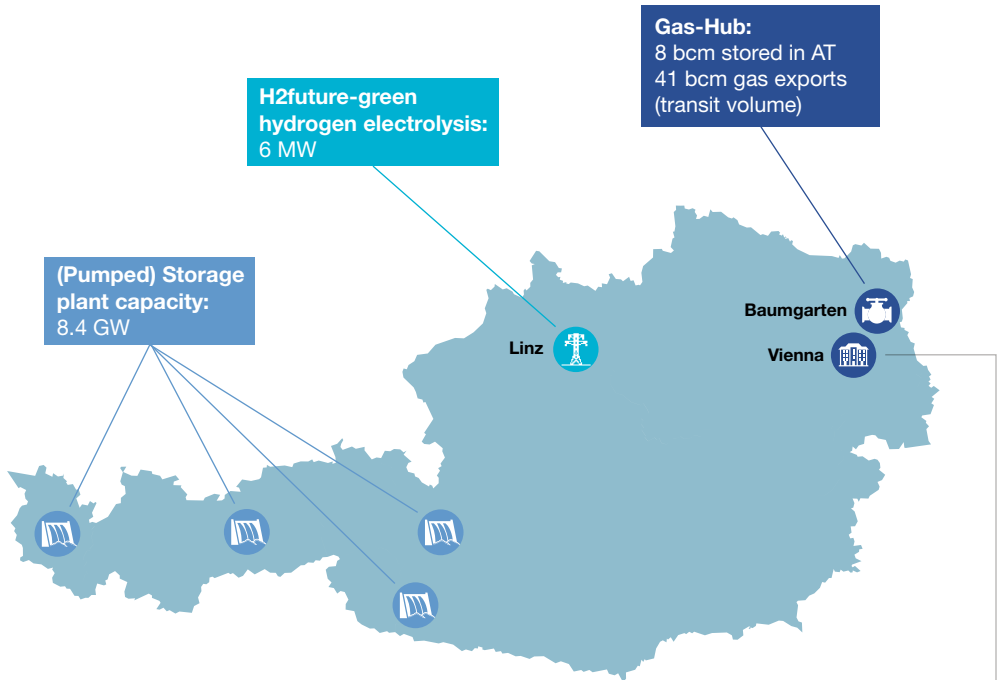 Gas-Hub:
8 bcm stored in AT
41 bcm gas exports
(transit volume)
H2future-green
hydrogen electrolysis:
6 MW
(Pumped) Storage
plant capacity:
8.4 GW
Baumgarten
Linz
Vienna